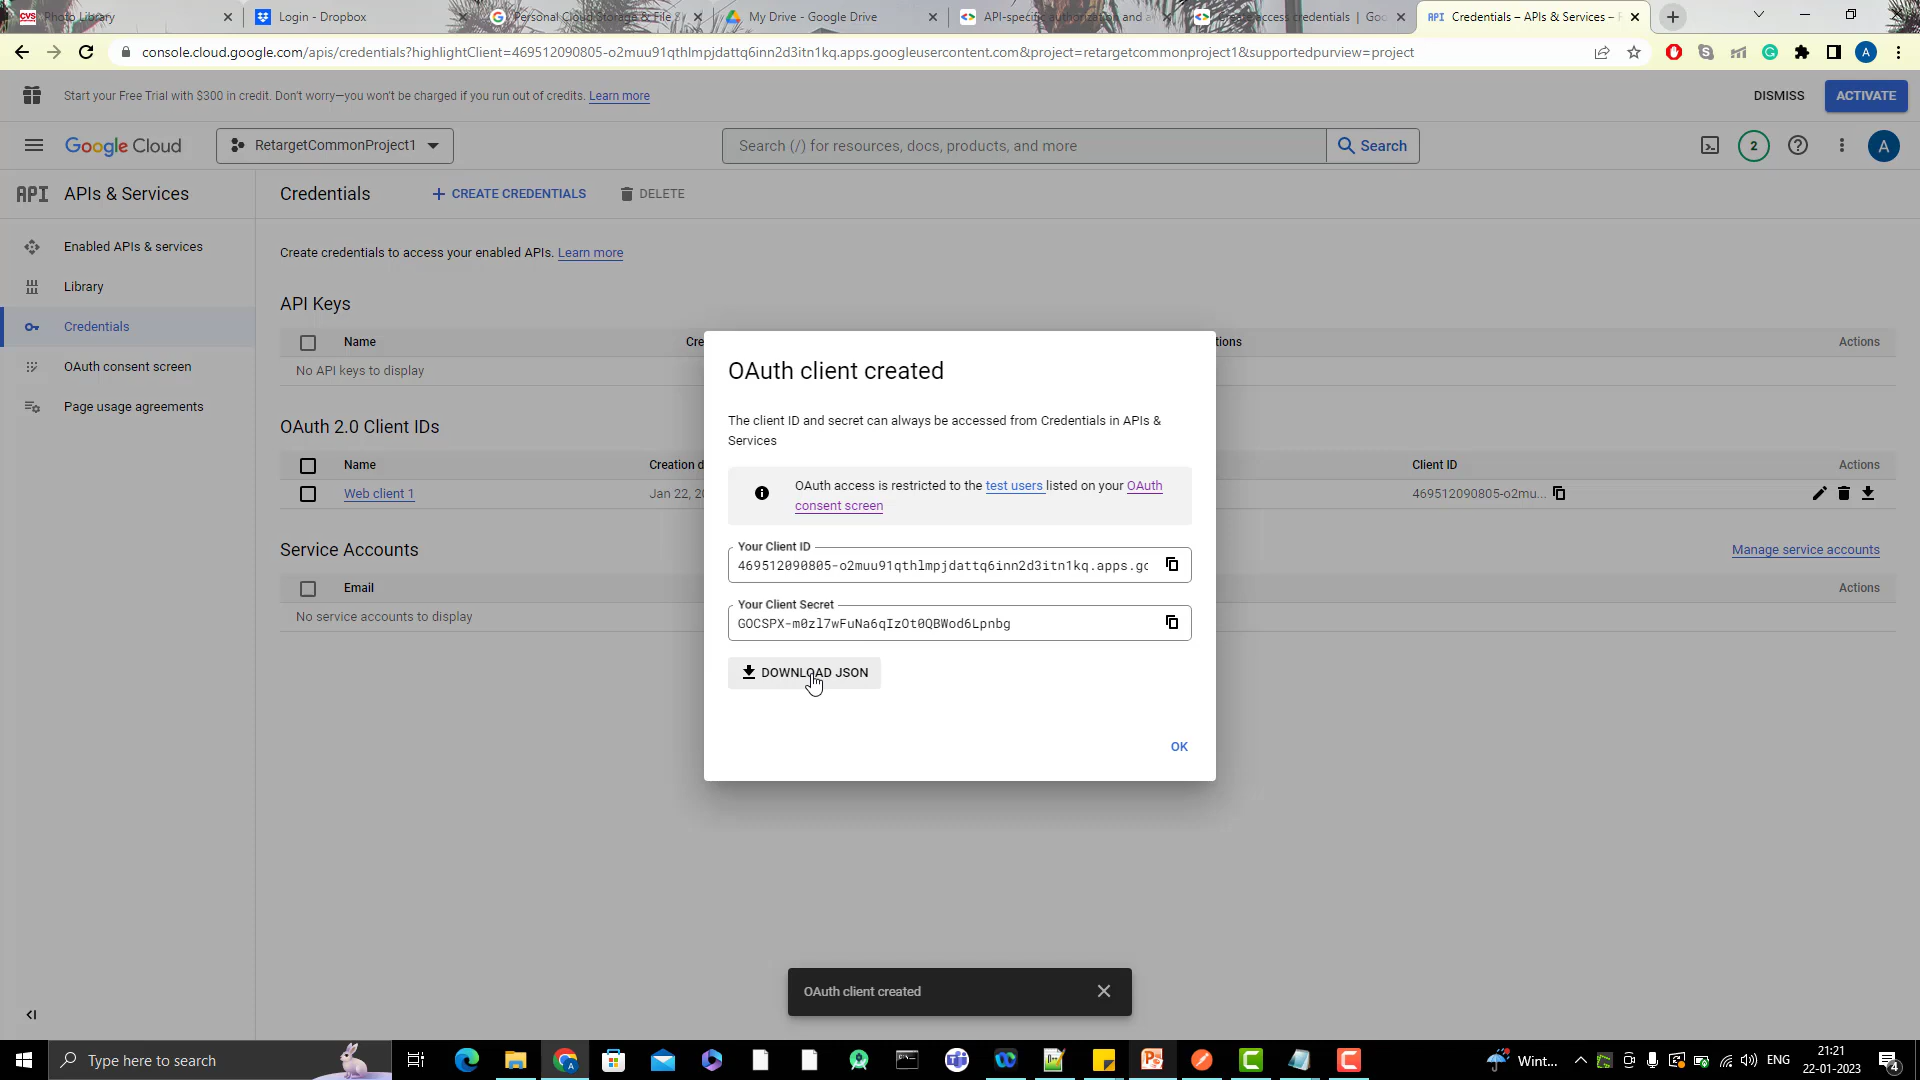 Photo Library
Login - Dropbox
Personal Cloud Storage & File S
My Drive - Google Drive
API-specific authorization and a
Create access credentials | Goo
API Credentials – APIs & Services – R
console.cloud.google.com/apis/credentials?highlightClient=469512090805-o2muu91qthlmpjdattq6inn2d3itn1kq.apps.googleusercontent.com&project=retargetcommonproject1&supportedpurview=project
A
Start your Free Trial with $300 in credit. Don't worry—you won't be charged if you run out of credits. Learn more
DISMISS
ACTIVATE
Google Cloud
RetargetCommonProject1
Search (/) for resources, docs, products, and more
Search
2
A
API APIs & Services
Credentials
CREATE CREDENTIALS
DELETE
Enabled APIs & services
Library
Credentials
OAuth consent screen
Page usage agreements
Create credentials to access your enabled APIs. Learn more
API Keys
Name
Cre
tions
Actions
No API keys to display
OAuth 2.0 Client IDs
Name
Creation d
Client ID
Actions
Web client 1
Jan 22, 20
469512090805-o2mu...
Service Accounts
Manage service accounts
Email
Actions
No service accounts to display
OAuth client created
The client ID and secret can always be accessed from Credentials in APIs &
Services
OAuth access is restricted to the test users listed on your OAuth
consent screen
Your Client ID
469512090805-o2muu91qthlmpjdattq6inn2d3itn1kq.apps.go
Your Client Secret
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
DOWNLOAD JSON
OK
OAuth client created
Type here to search
Wint...
ENG
21:21
22-01-2023
4